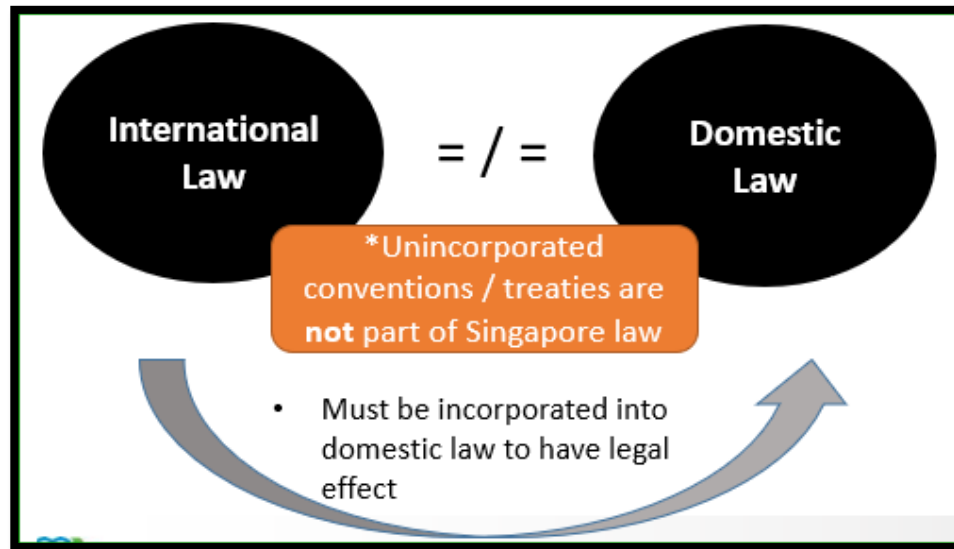 International
Law
= / =
Domestic
Law
*Unincorporated
conventions / treaties are
not part of Singapore law
• Must be incorporated into
domestic law to have legal
effect